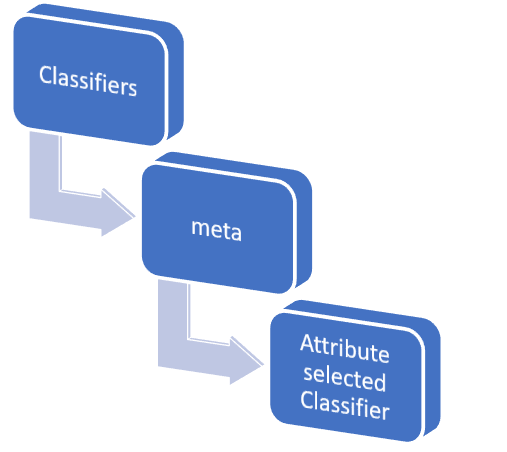 Classifiers
meta
Attribute
selected
Classifier